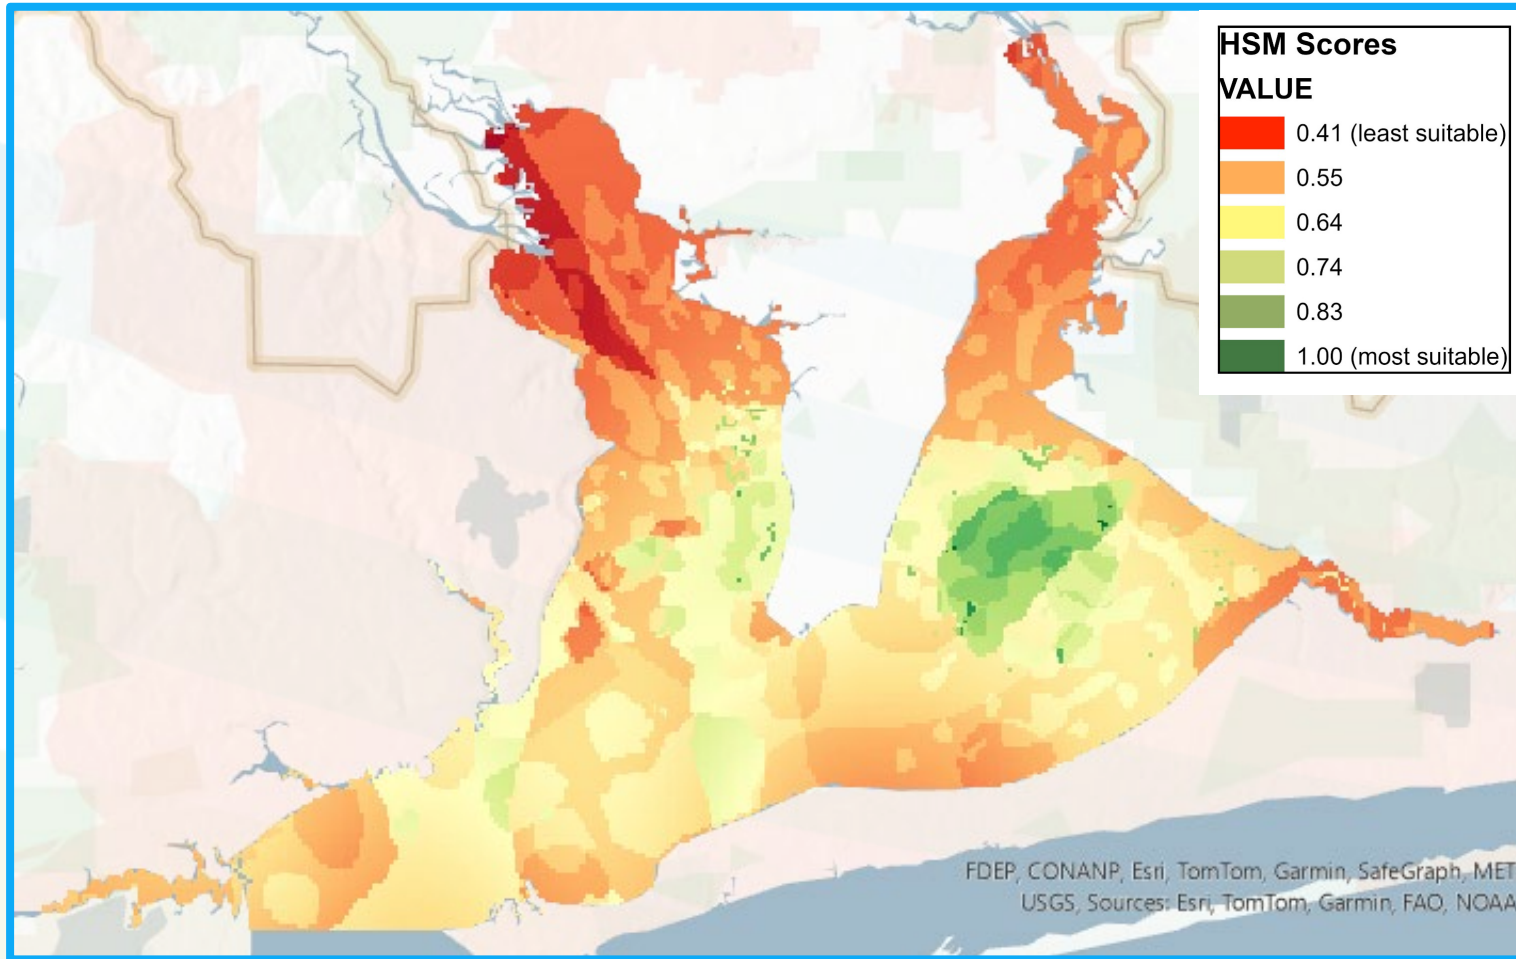 HSM Scores
VALUE
0.41 (least suitable)
0.55
0.64
0.74
0.83
1.00 (most suitable)
FDEP, CONANP, Esri, TomTom, Garmin, SafeGraph, MET
USGS, Sources: Esri, TomTom, Garmin, FAO, NOAA